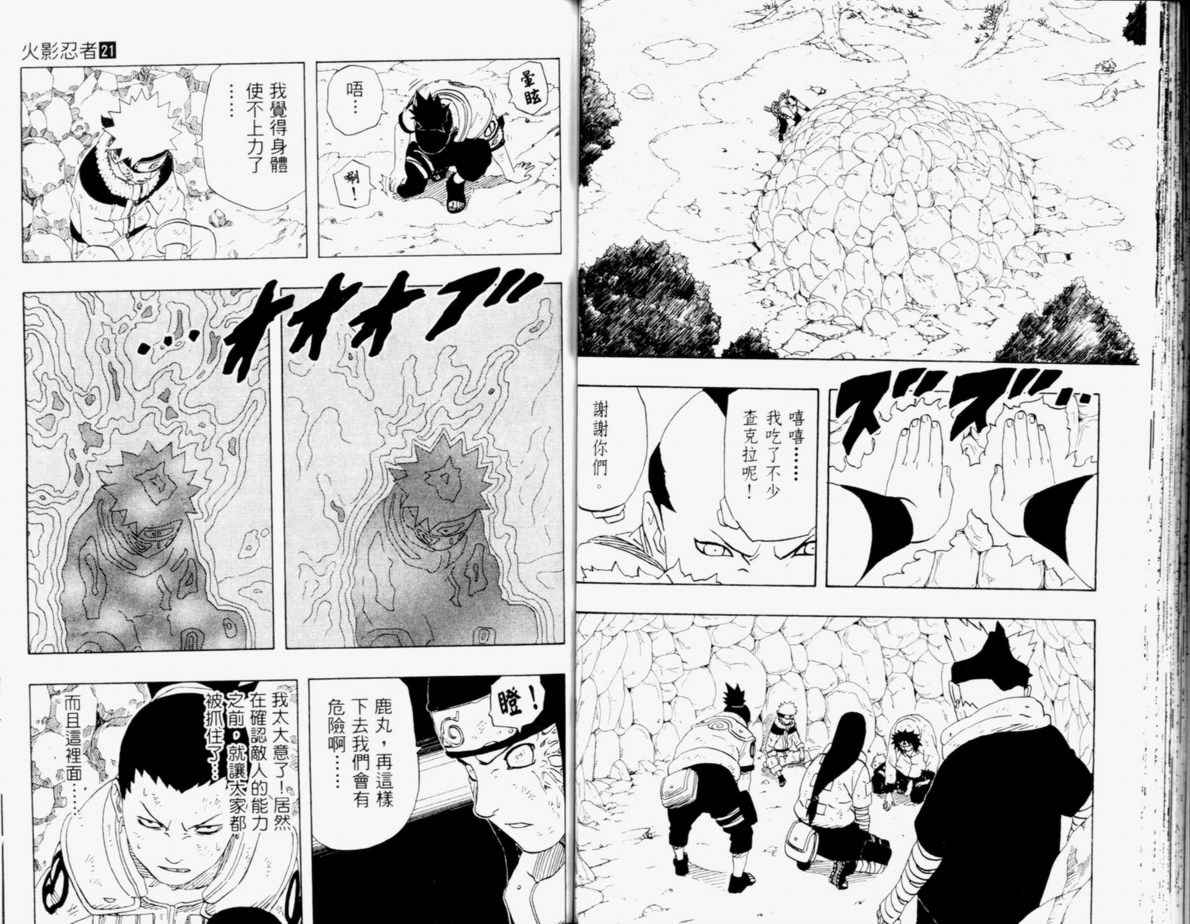 ズズズズ…
嘻嘻……
我吃了不少
查克拉呢！
謝謝你們。
火影忍者21
暈眩
唔…
唰！
我覺得身體
使不上力了
……
ブオオオオ…
瞪！
鹿丸，再這樣
下去我們會有
危險啊……
我太大意了！居然
在確認敵人的能力
之前，就讓大家都
被抓住了…
而且這裡面……